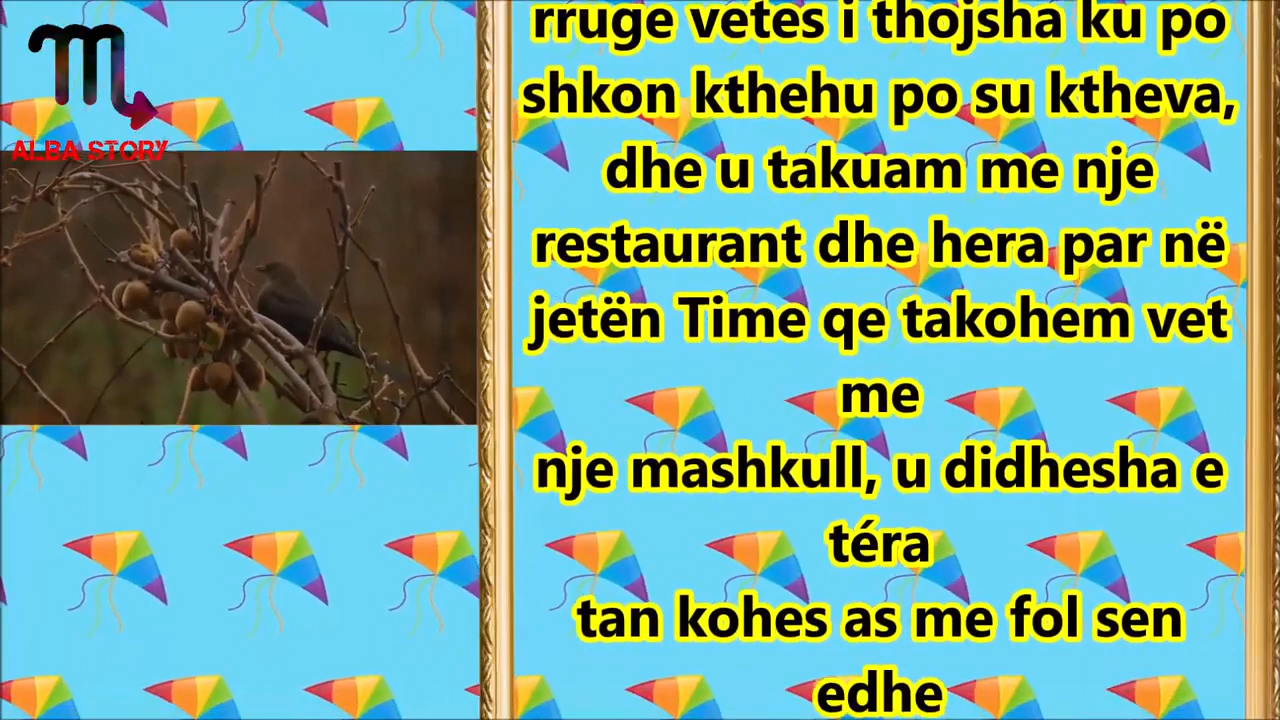 ALBA STORY
rruge vetes i thojsha ku po
shkon kthehu po su ktheva,
dhe u takuam me nje
restaurant dhe hera par në
jetën Time qe takohem vet
me
nje mashkull, u didhesha e
téra
tan kohes as me fol sen
edhe